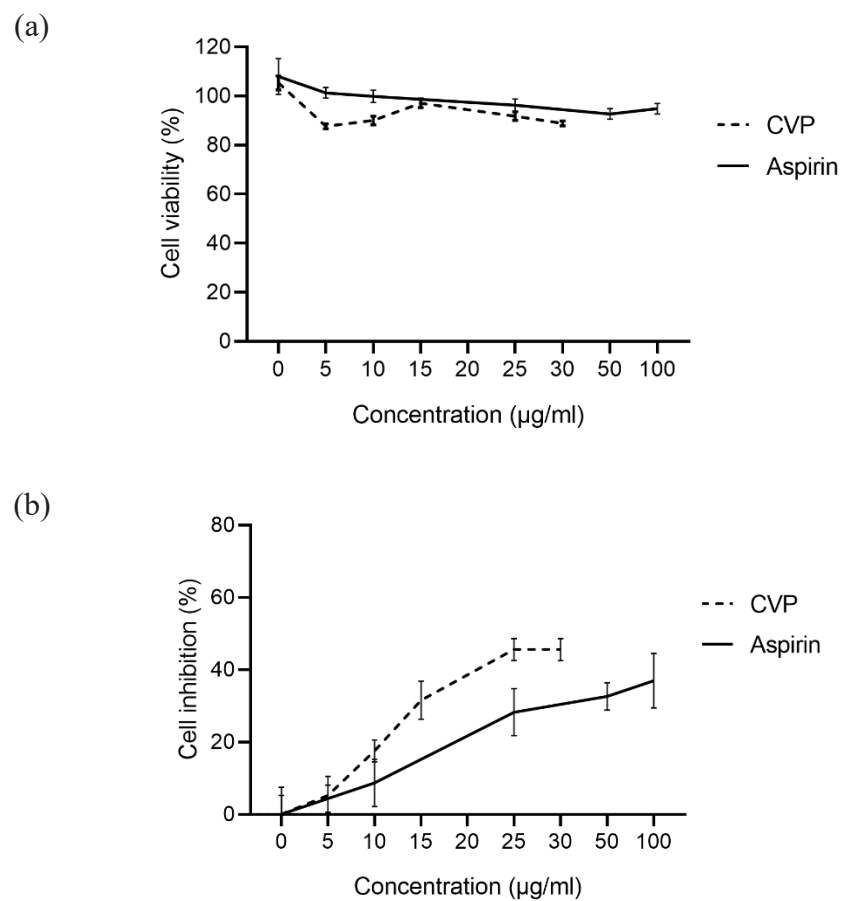 (a)
120
100
80
60
40
20
0
Cell viability (%)
0 5 10 15 20 25 30 50 100
Concentration (µg/ml)
CVP
Aspirin
(b)
80
60
40
20
0
Cell inhibition (%)
0 5 10 15 20 25 30 50 100
Concentration (µg/ml)
CVP
Aspirin